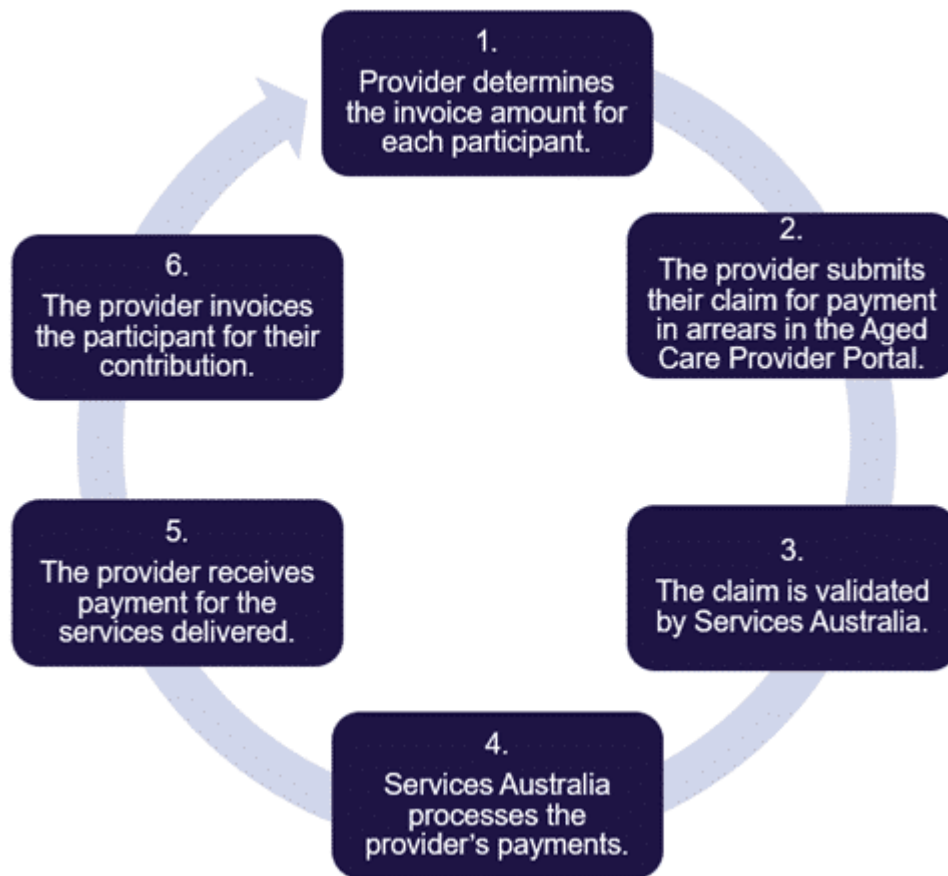 1.
Provider determines
the invoice amount for
each participant.
2.
The provider submits
their claim for payment
in arrears in the Aged
Care Provider Portal.
3.
The claim is validated
by Services Australia.
4.
Services Australia
processes the
provider's payments.
5.
The provider receives
payment for the
services delivered.
6.
The provider invoices
the participant for their
contribution.